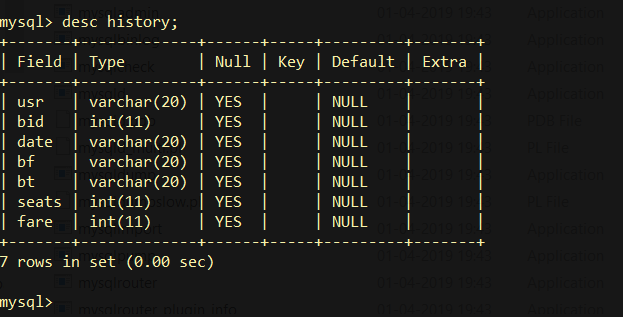 mysql> desc history;
+-------+-------------+------+-----+---------+-------+
| Field | Type        | Null | Key | Default | Extra |
+-------+-------------+------+-----+---------+-------+
| usr   | varchar(20) | YES  |     | NULL    |       |
| bid   | int(11)     | YES  |     | NULL    |       |
| date  | varchar(20) | YES  |     | NULL    |       |
| bf    | varchar(20) | YES  |     | NULL    |       |
| bt    | varchar(20) | YES  |     | NULL    |       |
| seats | int(11)     | YES  |     | NULL    |       |
| fare  | int(11)     | YES  |     | NULL    |       |
+-------+-------------+------+-----+---------+-------+
7 rows in set (0.00 sec)
mysql>